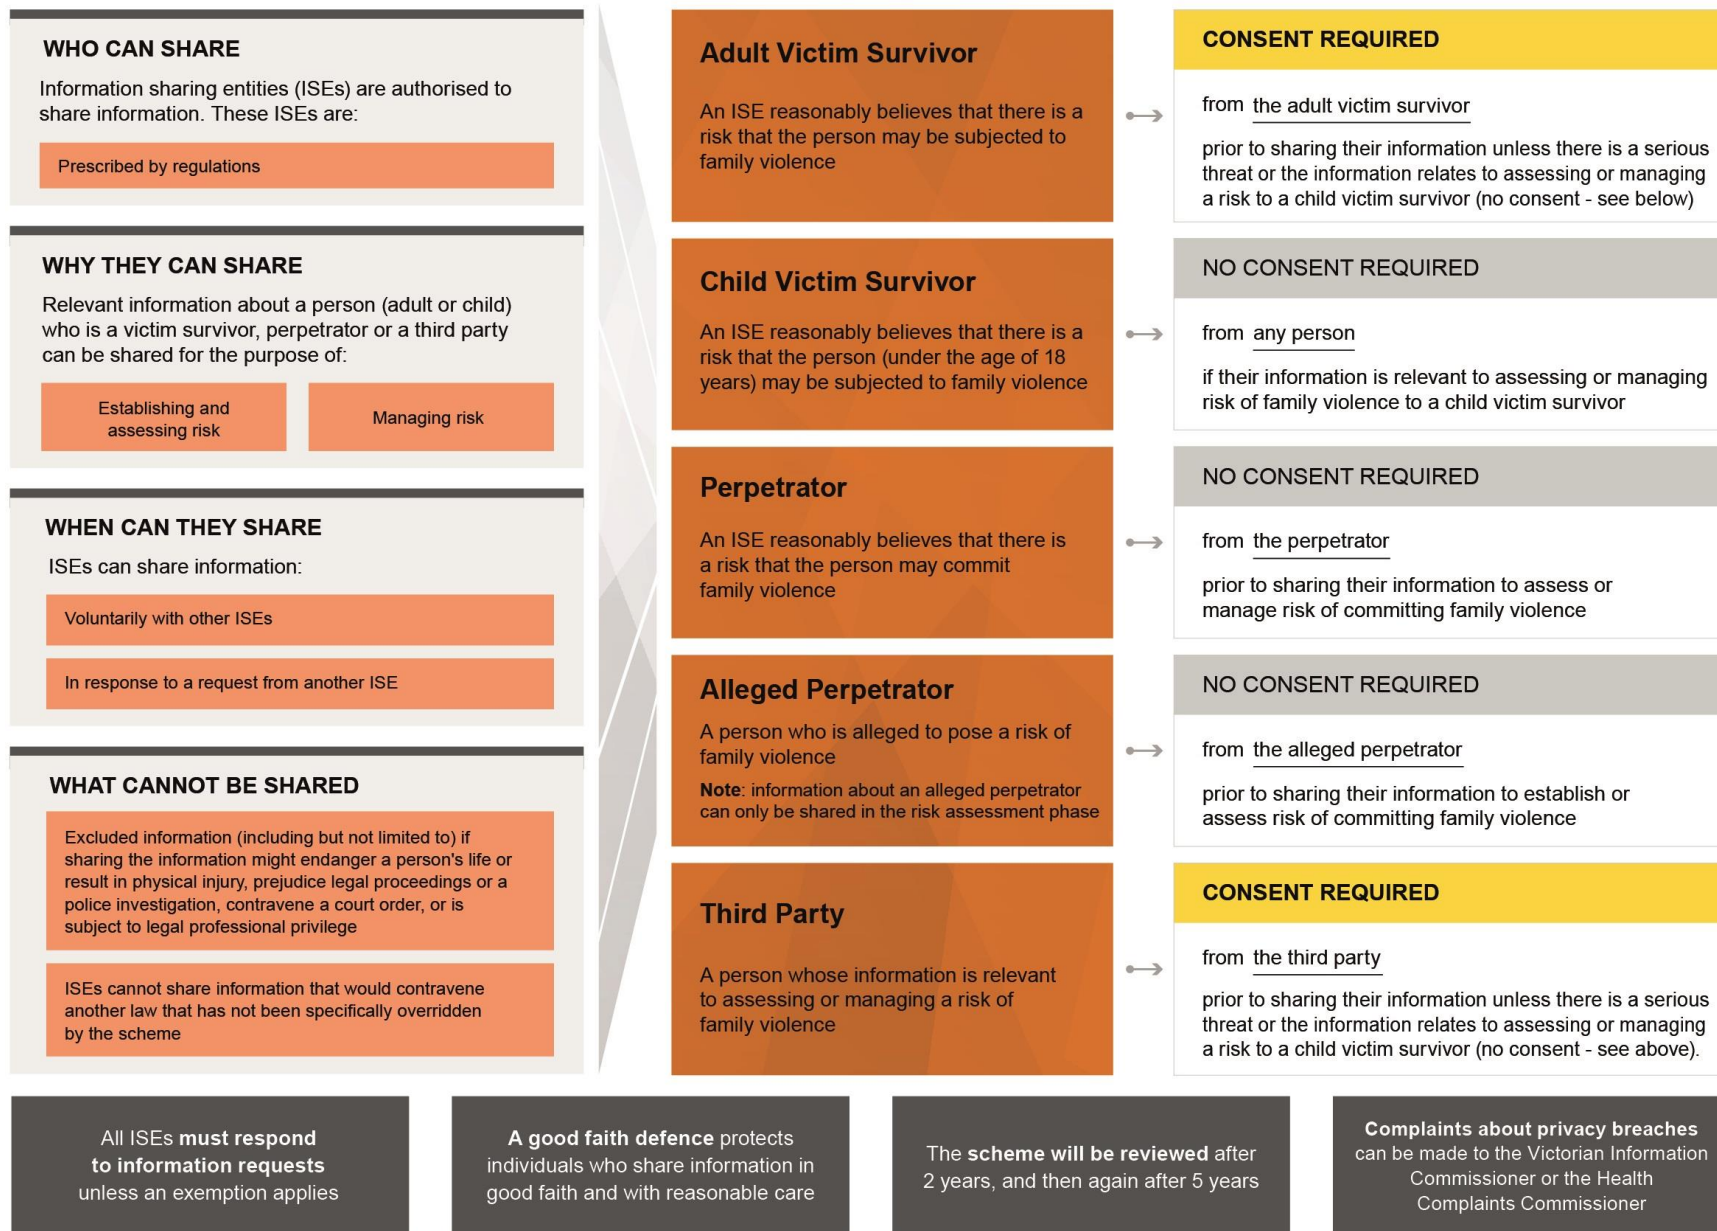 WHO CAN SHARE
Information sharing entities (ISEs) are authorised to
share information. These ISEs are:
Prescribed by regulations
WHY THEY CAN SHARE
Relevant information about a person (adult or child)
who is a victim survivor, perpetrator or a third party
can be shared for the purpose of:
Establishing and
assessing risk
Managing risk
WHEN CAN THEY SHARE
ISEs can share information:
Voluntarily with other ISEs
In response to a request from another ISE
WHAT CANNOT BE SHARED
Excluded information (including but not limited to) if
sharing the information might endanger a person's life or
result in physical injury, prejudice legal proceedings or a
police investigation, contravene a court order, or is
subject to legal professional privilege
ISEs cannot share information that would contravene
another law that has not been specifically overridden
by the scheme
Adult Victim Survivor
An ISE reasonably believes that there is a
risk that the person may be subjected to
family violence
CONSENT REQUIRED
from the adult victim survivor
prior to sharing their information unless there is a serious
threat or the information relates to assessing or managing
a risk to a child victim survivor (no consent - see below)
Child Victim Survivor
An ISE reasonably believes that there is a
risk that the person (under the age of 18
years) may be subjected to family violence
NO CONSENT REQUIRED
from any person
if their information is relevant to assessing or managing
risk of family violence to a child victim survivor
Perpetrator
An ISE reasonably believes that there is
a risk that the person may commit
family violence
NO CONSENT REQUIRED
from the perpetrator
prior to sharing their information to assess or
manage risk of committing family violence
Alleged Perpetrator
A person who is alleged to pose a risk of
family violence
Note: information about an alleged perpetrator
can only be shared in the risk assessment phase
NO CONSENT REQUIRED
from the alleged perpetrator
prior to sharing their information to establish or
assess risk of committing family violence
Third Party
A person whose information is relevant
to assessing or managing a risk of
family violence
CONSENT REQUIRED
from the third party
prior to sharing their information unless there is a serious
threat or the information relates to assessing or managing
a risk to a child victim survivor (no consent - see above).
All ISEs must respond
to information requests
unless an exemption applies
A good faith defence protects
individuals who share information in
good faith and with reasonable care
The scheme will be reviewed after
2 years, and then again after 5 years
Complaints about privacy breaches
can be made to the Victorian Information
Commissioner or the Health
Complaints Commissioner